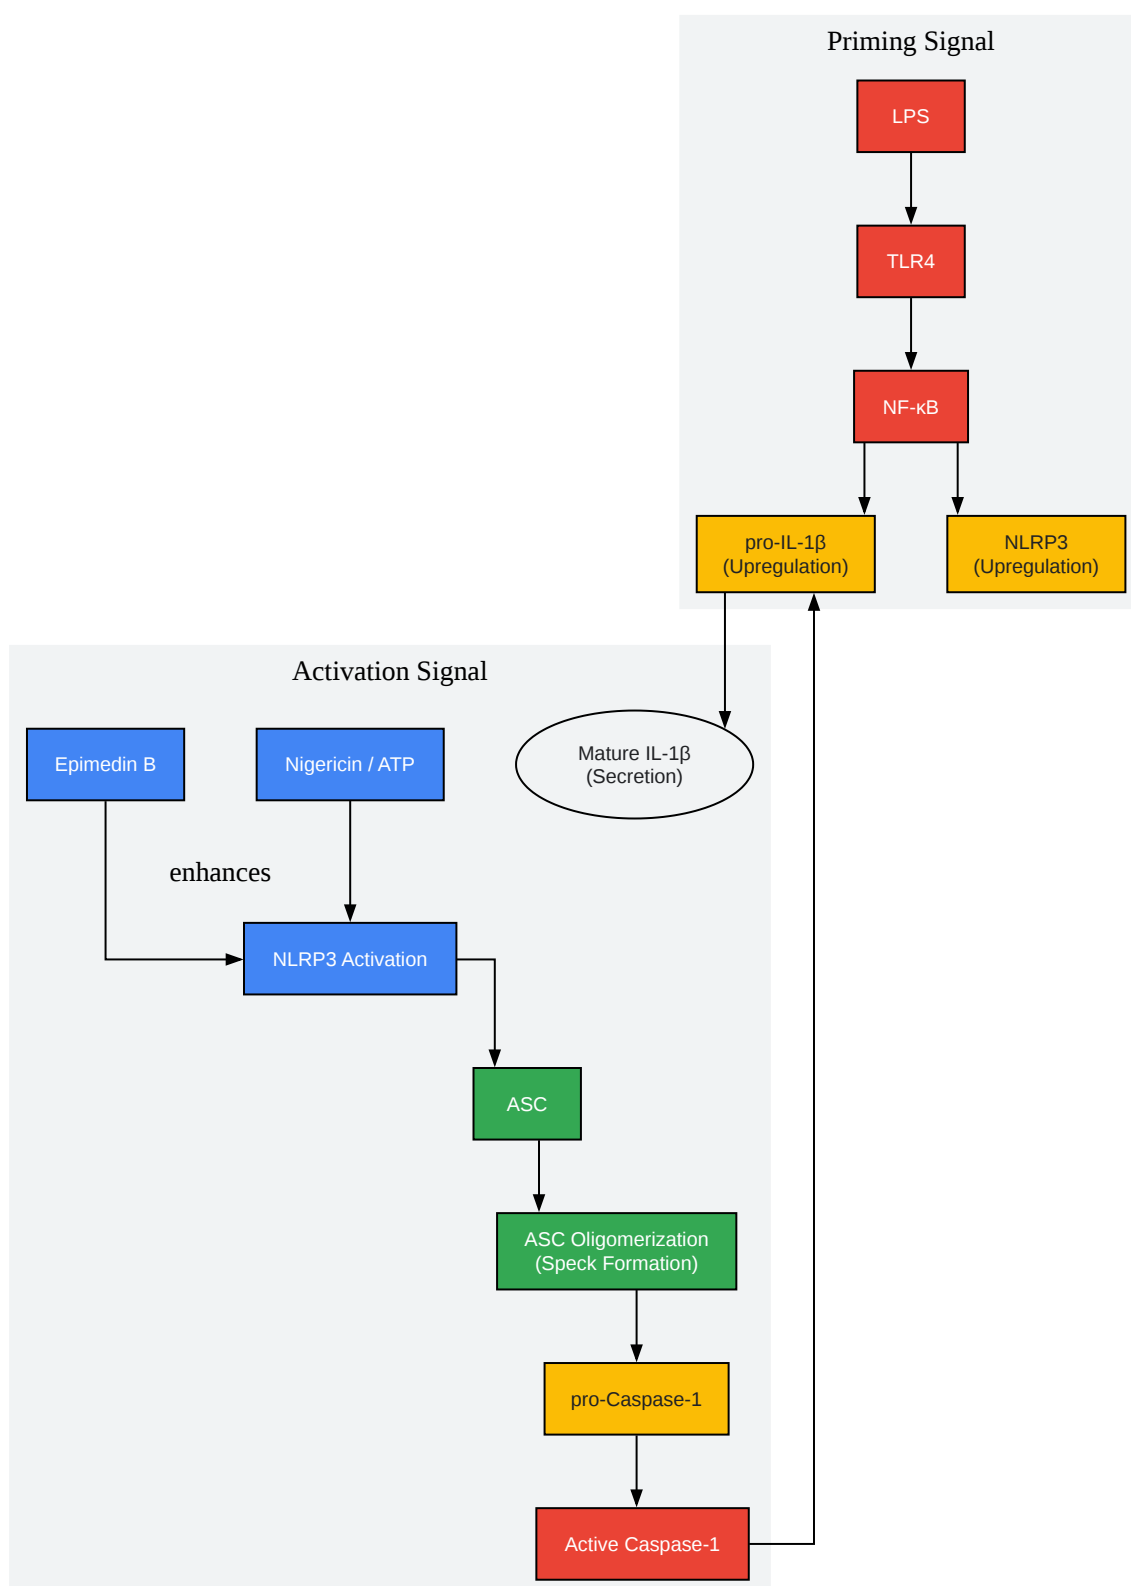 Priming Signal
LPS
TLR4
NF-κB
pro-IL-1β
(Upregulation)
NLRP3
(Upregulation)
Activation Signal
Epimedin B
Nigericin / ATP
Mature IL-1β
(Secretion)
enhances
NLRP3 Activation
ASC
ASC Oligomerization
(Speck Formation)
pro-Caspase-1
Active Caspase-1